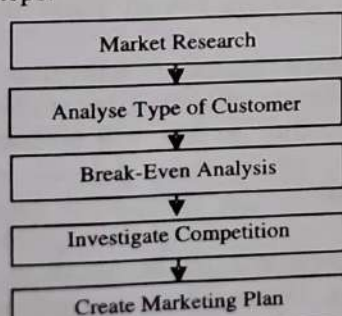 Market Research
Analyse Type of Customer
Break-Even Analysis
Investigate Competition
Create Marketing Plan